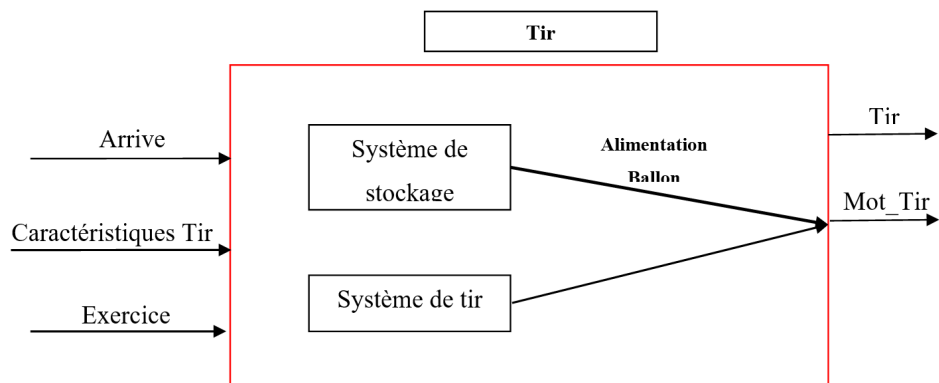 Tir
Arrive
Caractéristiques Tir
Exercice
Système de
stockage
Alimentation
Ballon
Système de tir
Tir
Mot_Tir